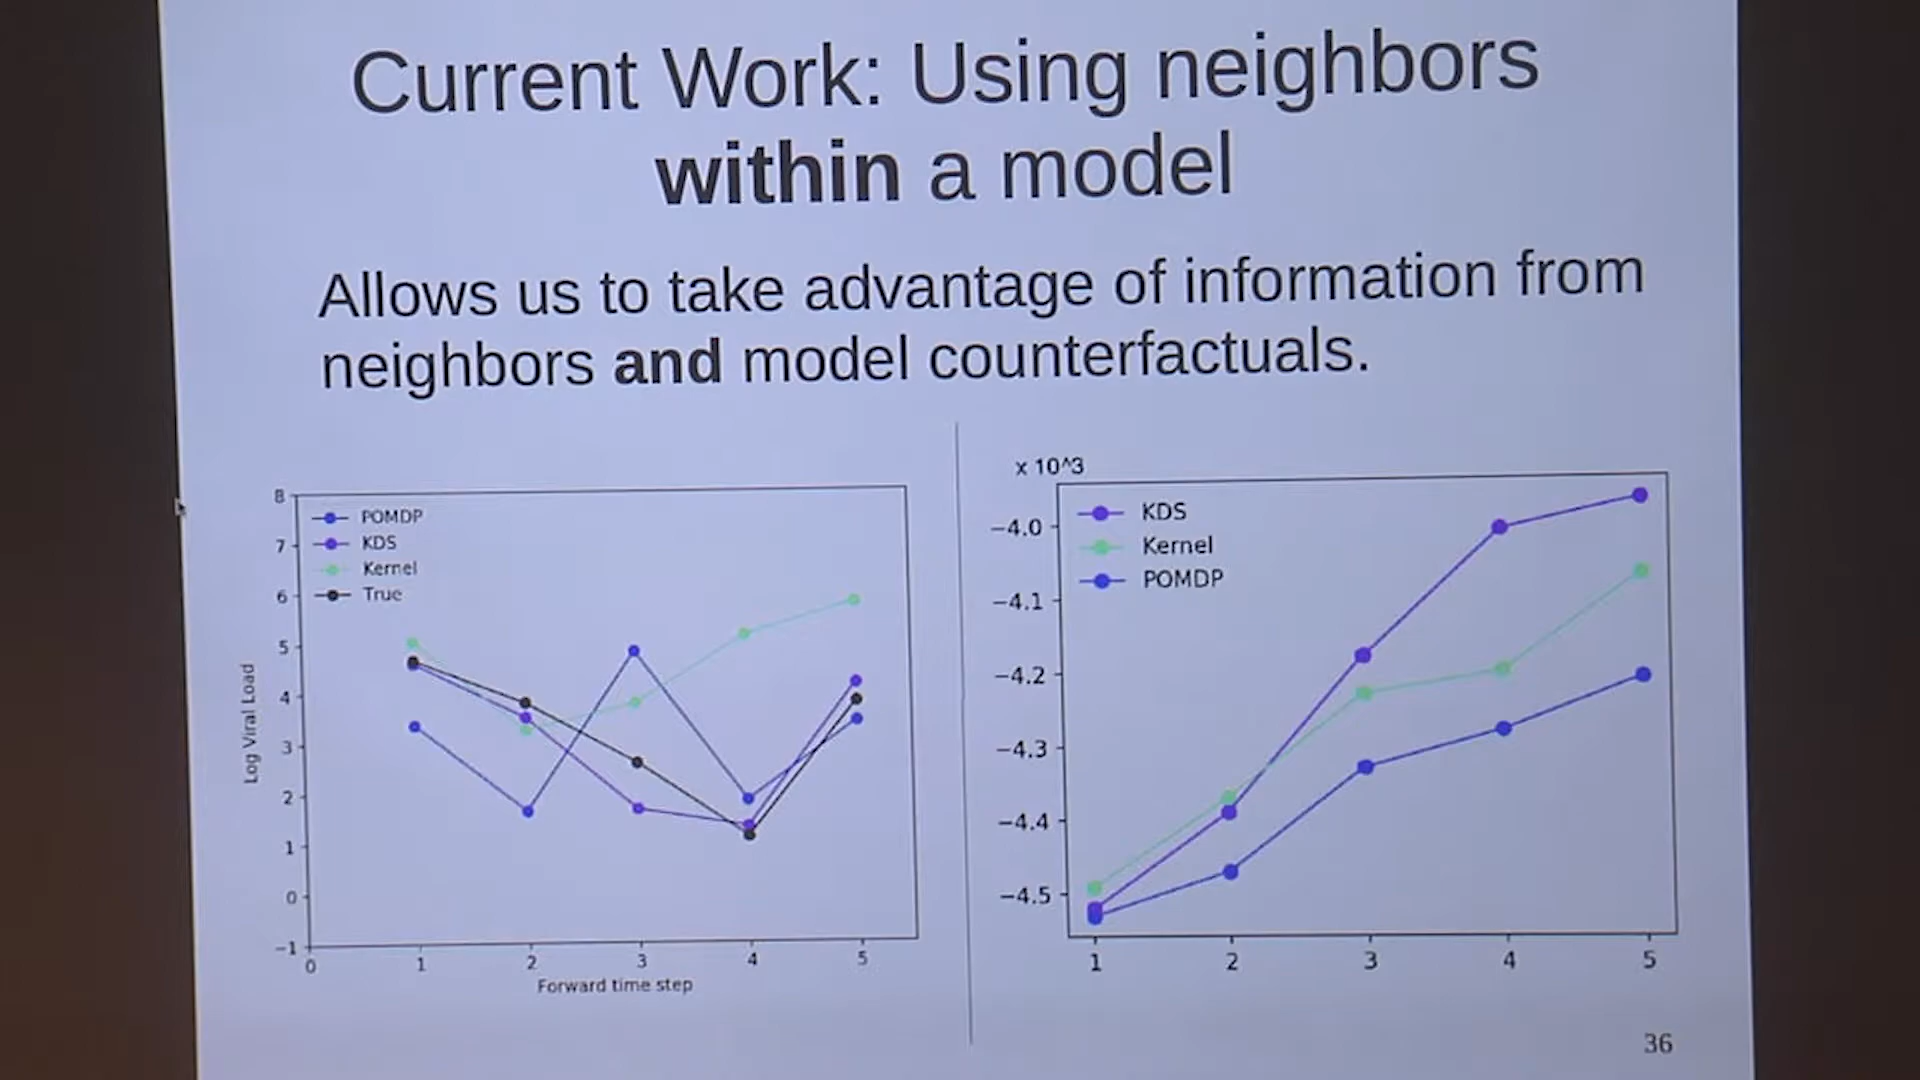 Current Work: Using neighbors
within a model
Allows us to take advantage of information from
neighbors and model counterfactuals.
8
7
6
5
4
3
2
1
0
−1
Log Viral Load
POMDP
KDS
Kernel
True
0 1 2 3 4 5
Forward time step
x 10^3
−4.0
−4.1
−4.2
−4.3
−4.4
−4.5
KDS
Kernel
POMDP
1 2 3 4 5
36